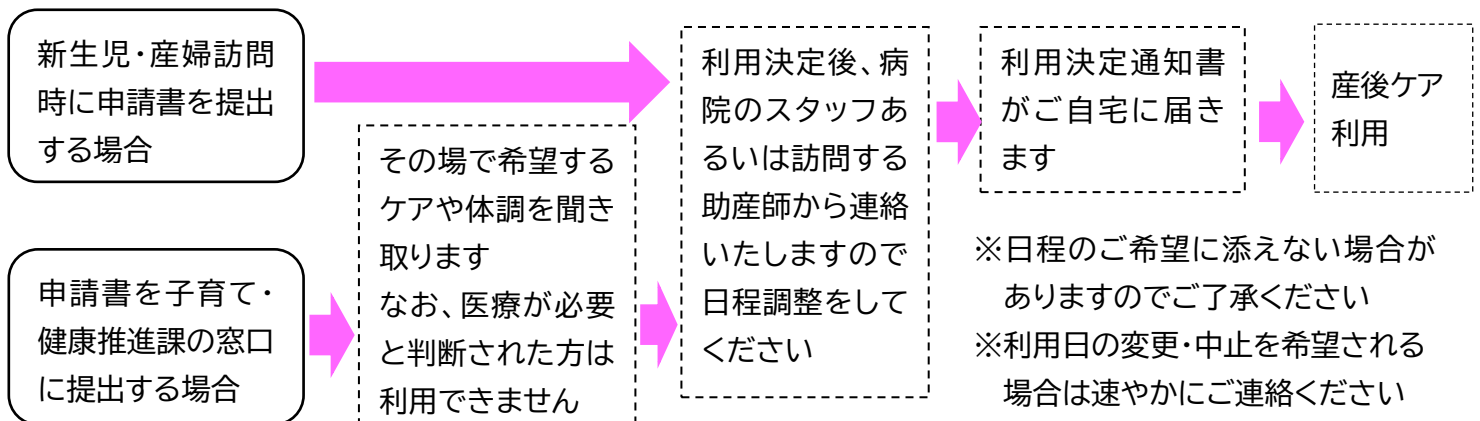 新生児・産婦訪問
時に申請書を提出
する場合
申請書を子育て・
健康推進課の窓口
に提出する場合
その場で希望する
ケアや体調を聞き
取ります
なお、医療が必要
と判断された方は
利用できません
利用決定後、病
院のスタッフあ
るいは訪問する
助産師から連絡
いたしますので
日程調整をして
ください
利用決定通知書
がご自宅に届き
ます
産後ケア
利用
※日程のご希望に添えない場合が
ありますのでご了承ください
※利用日の変更・中止を希望される
場合は速やかにご連絡ください